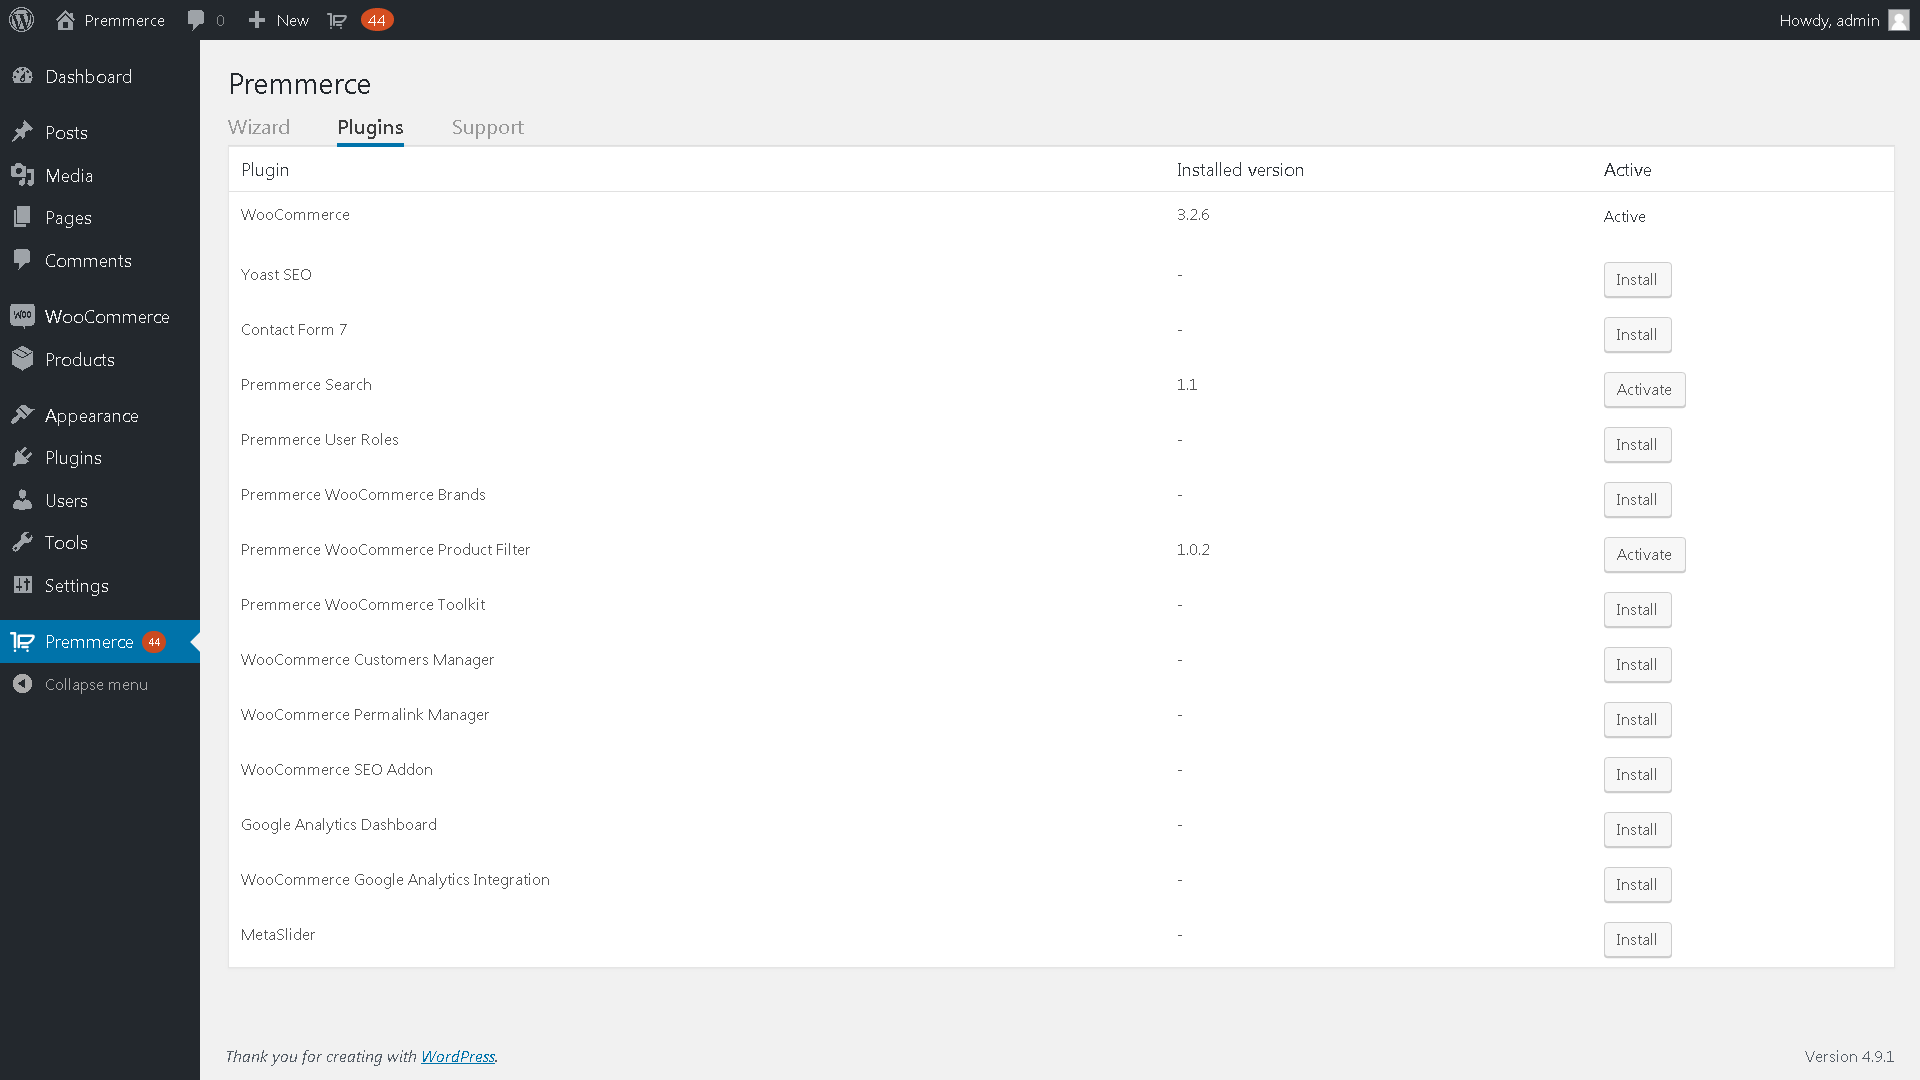 Premmerce 0 New 44 Howdy, admin
Dashboard
Posts
Media
Pages
Comments
Woo WooCommerce
Products
Appearance
Plugins
Users
Tools
Settings
Premmerce 44
Collapse menu
Premmerce
Wizard Plugins Support
Plugin Installed version Active
WooCommerce 3.2.6 Active
Yoast SEO - Install
Contact Form 7 - Install
Premmerce Search 1.1 Activate
Premmerce User Roles - Install
Premmerce WooCommerce Brands - Install
Premmerce WooCommerce Product Filter 1.0.2 Activate
Premmerce WooCommerce Toolkit - Install
WooCommerce Customers Manager - Install
WooCommerce Permalink Manager - Install
WooCommerce SEO Addon - Install
Google Analytics Dashboard - Install
WooCommerce Google Analytics Integration - Install
MetaSlider - Install
Thank you for creating with WordPress. Version 4.9.1